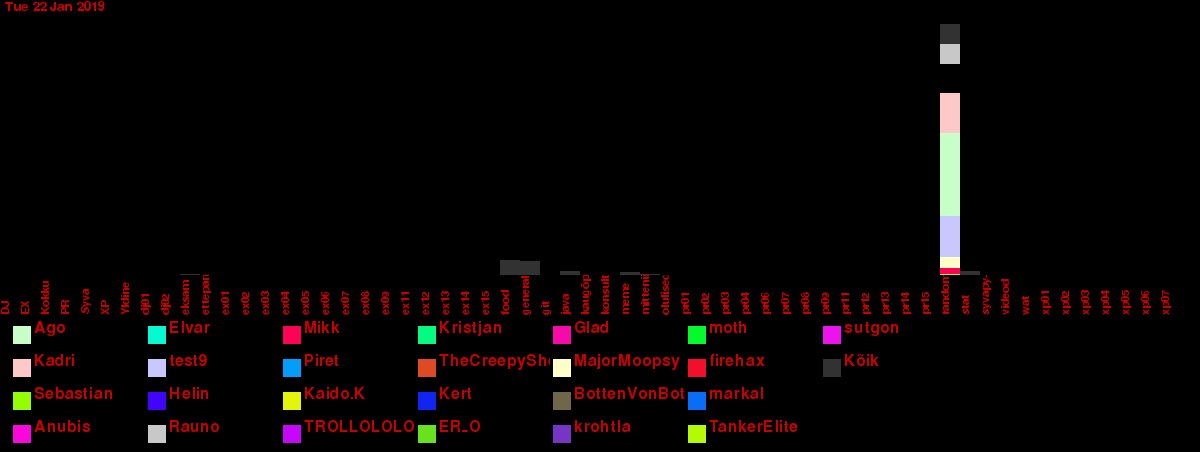 Tue 22 Jan 2019
DJ EX Kokku PR Syva XP Yldine dj01 dj02 eksam ettepan ex01 ex02 ex03 ex04 ex05 ex06 ex07 ex08 ex09 ex11 ex12 ex13 ex14 ex15 food general git java kaugõp konsult meme mitteni olulisec pr01 pr02 pr03 pr04 pr06 pr07 pr08 pr09 pr11 pr12 pr13 pr14 pr15 random stat syvapy- videod wat xp01 xp02 xp03 xp04 xp05 xp06 xp07
Ago Elvar Mikk Kristjan Glad moth sutgon
Kadri test9 Piret TheCreepySh MajorMoopsy firehax Kõik
Sebastian Helin Kaido.K Kert BottenVonBot markal
Anubis Rauno TROLLOLOLO ER_O krohtla TankerElite